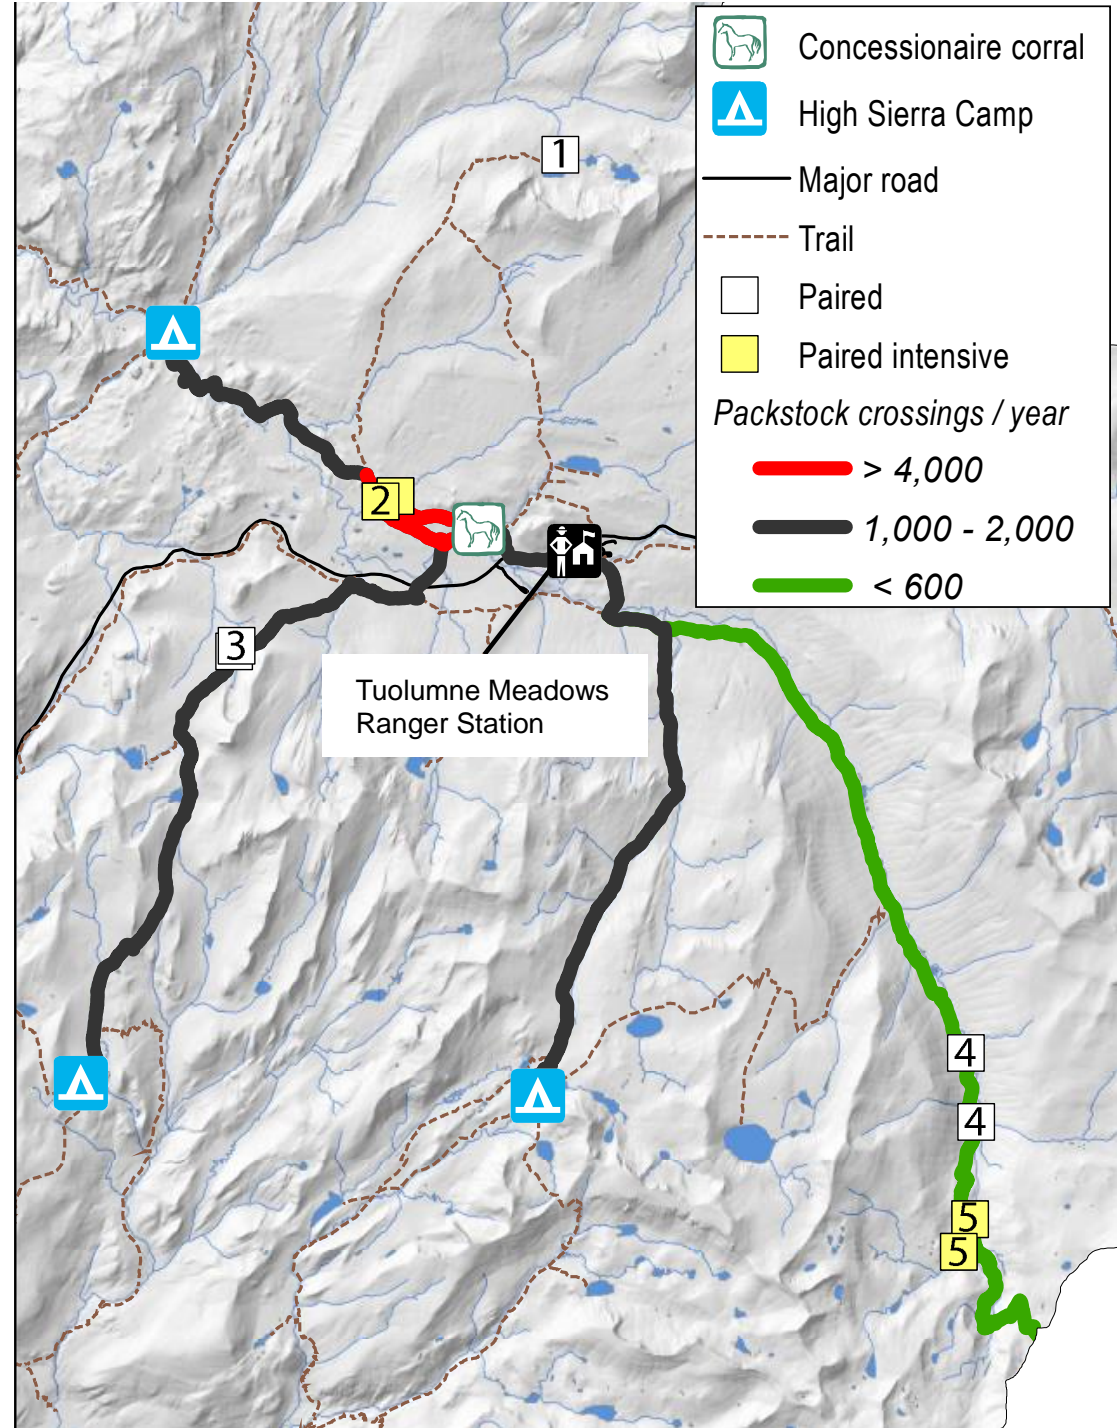 Concessionaire corral
High Sierra Camp
Major road
Trail
Paired
Paired intensive
Packstock crossings / year
> 4,000
1,000 - 2,000
< 600
1
2
3
Tuolumne Meadows
Ranger Station
4
4
5
5